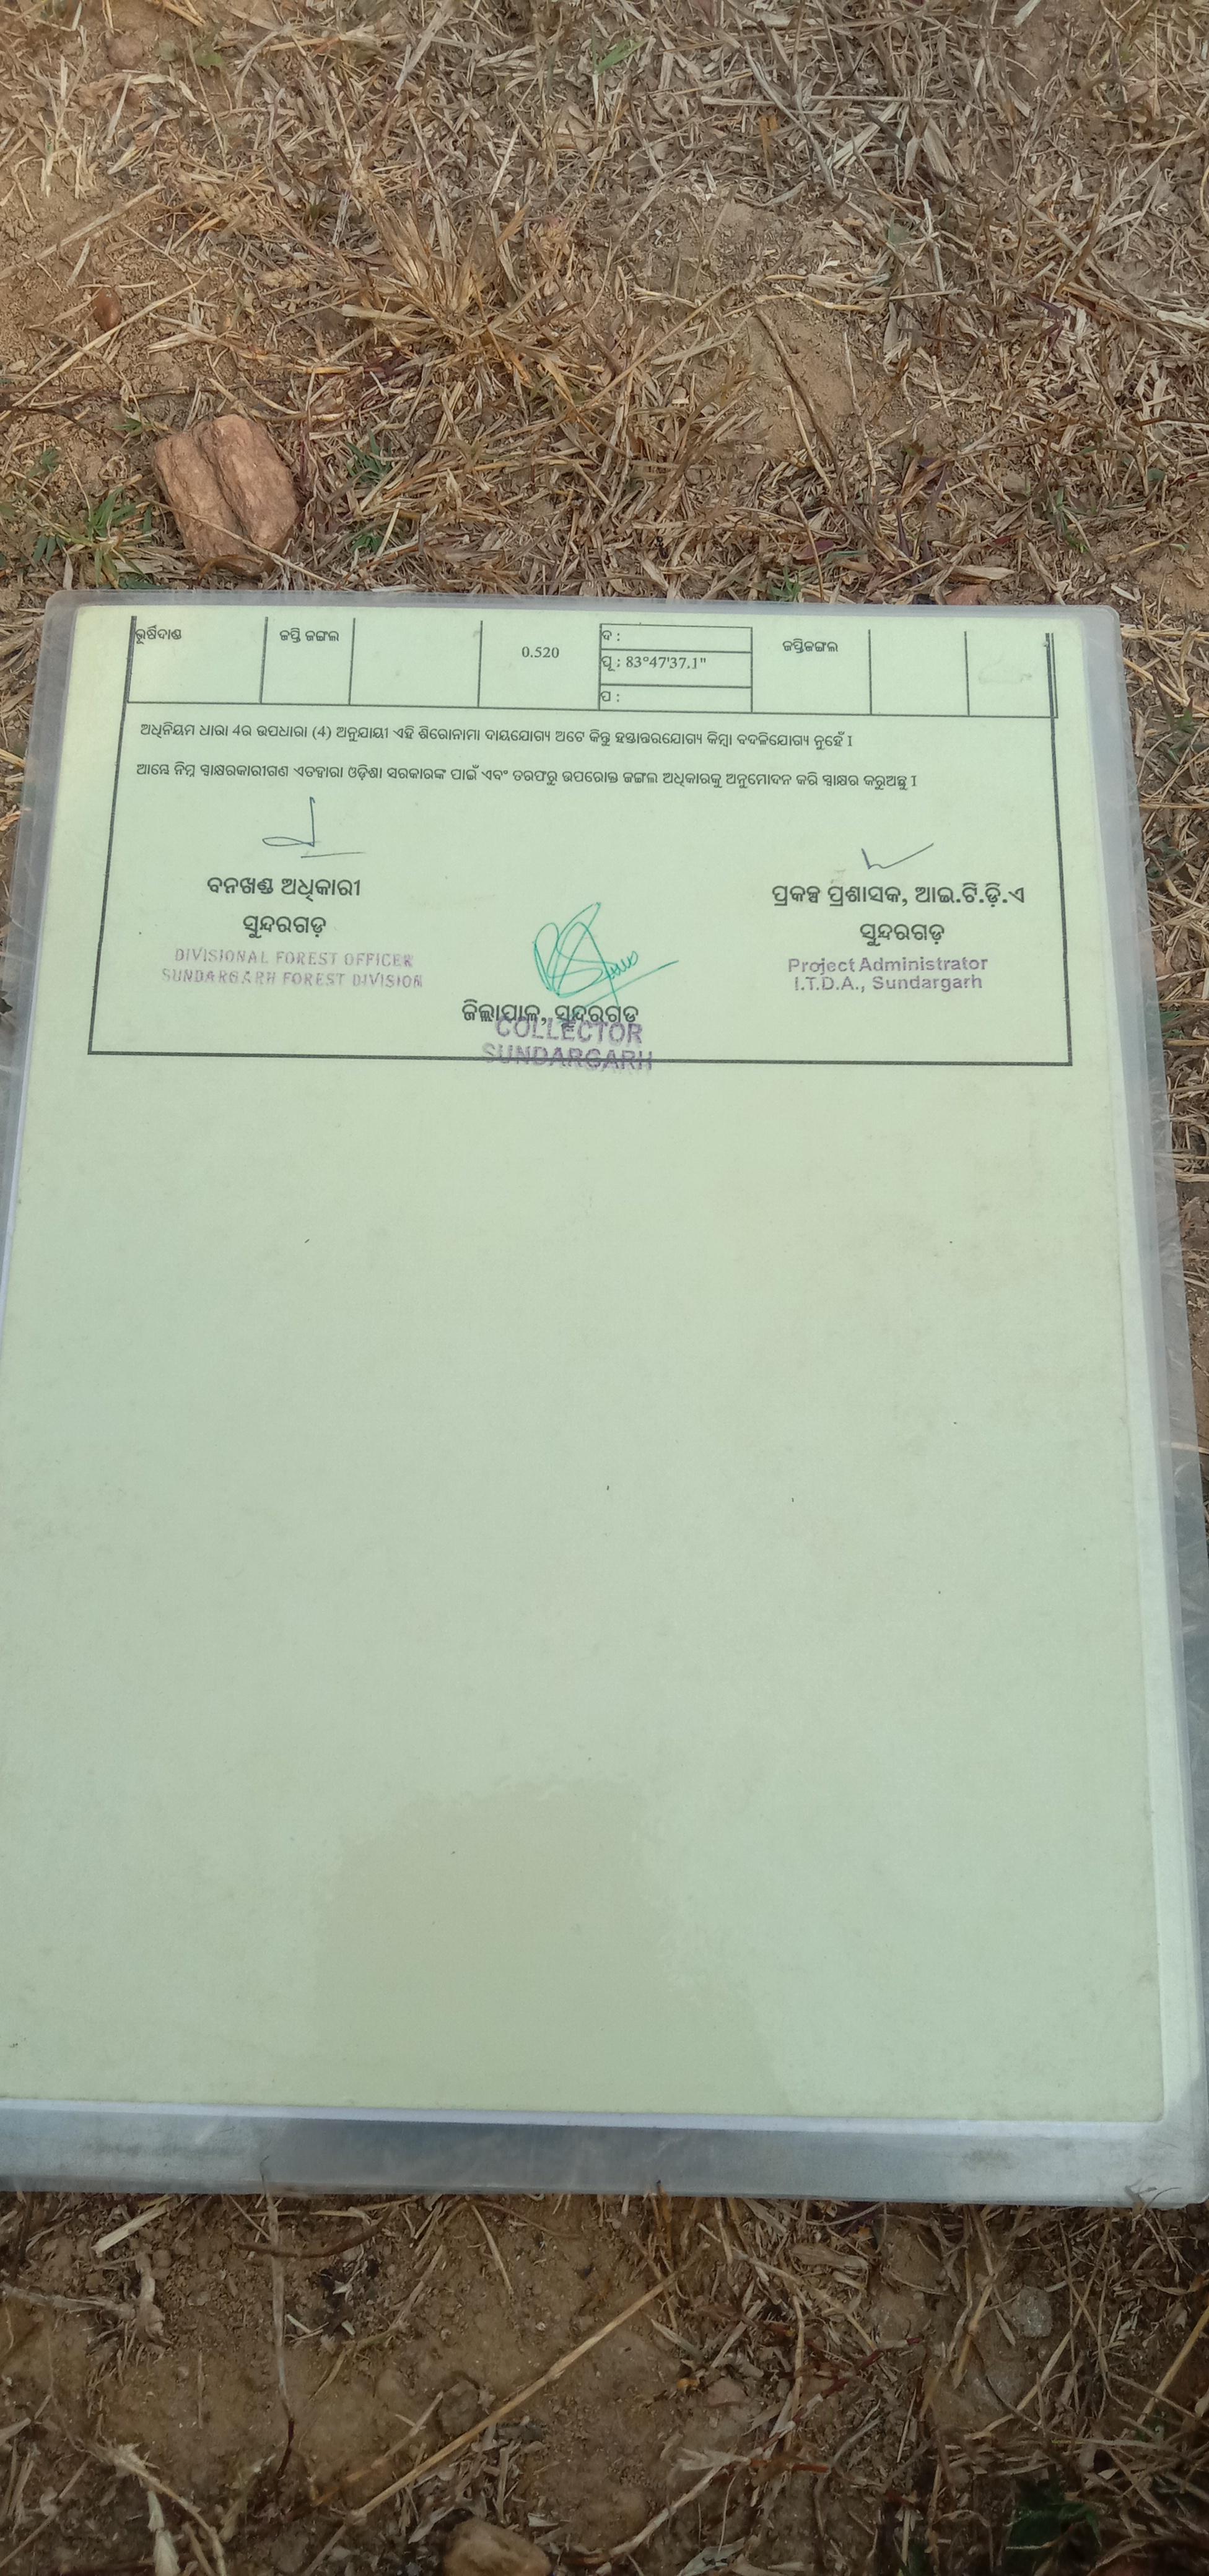 ଭୂର୍ଷିଦାଣ୍ଡ ଜପ୍ତି ଜଙ୍ଗଲ 0.520 ଦ : ଜପ୍ତିଜଙ୍ଗଲ
ପୂ : 83°47'37.1"
ପ :
ଅଧିନିୟମ ଧାରା 4ର ଉପଧାରା (4) ଅନୁଯାୟୀ ଏହି ଶିରୋନାମା ଦାୟଯୋଗ୍ୟ ଅଟେ କିନ୍ତୁ ହସ୍ତାନ୍ତରଯୋଗ୍ୟ କିମ୍ବା ବଦଳିଯୋଗ୍ୟ ନୁହେଁ I
ଆମ୍ଭେ ନିମ୍ନ ସ୍ୱାକ୍ଷରକାରୀଗଣ ଏତଦ୍ୱାରା ଓଡ଼ିଶା ସରକାରଙ୍କ ପାଇଁ ଏବଂ ତରଫରୁ ଉପରୋକ୍ତ ଜଙ୍ଗଲ ଅଧିକାରକୁ ଅନୁମୋଦନ କରି ସ୍ୱାକ୍ଷର କରୁଅଛୁ I
ବନଖଣ୍ଡ ଅଧିକାରୀ
ସୁନ୍ଦରଗଡ଼
DIVISIONAL FOREST OFFICER
SUNDARGARH FOREST DIVISION
ପ୍ରକଳ୍ପ ପ୍ରଶାସକ, ଆଇ.ଟି.ଡ଼ି.ଏ
ସୁନ୍ଦରଗଡ଼
Project Administrator
I.T.D.A., Sundargarh
ଜିଲ୍ଲାପାଳ, ସୁନ୍ଦରଗଡ଼
COLLECTOR
SUNDARGARH